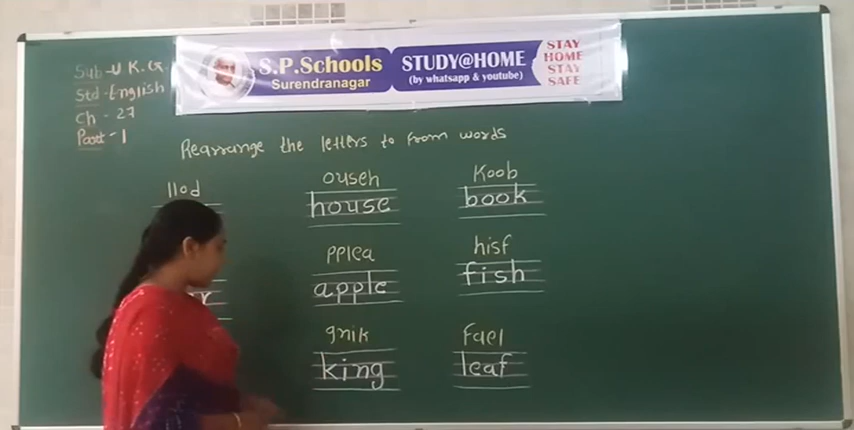 S.P.Schools
Surendranagar
STUDY@HOME
(by whatsapp & youtube)
STAY
HOME
STAY
SAFE
Sub-U K.G
Std-English
Ch-27
Part-1
Rearrange the letters to from words
llod
ouseh
house
Koob
book
pplea
apple
hisf
fish
gnik
king
Fael
leaf